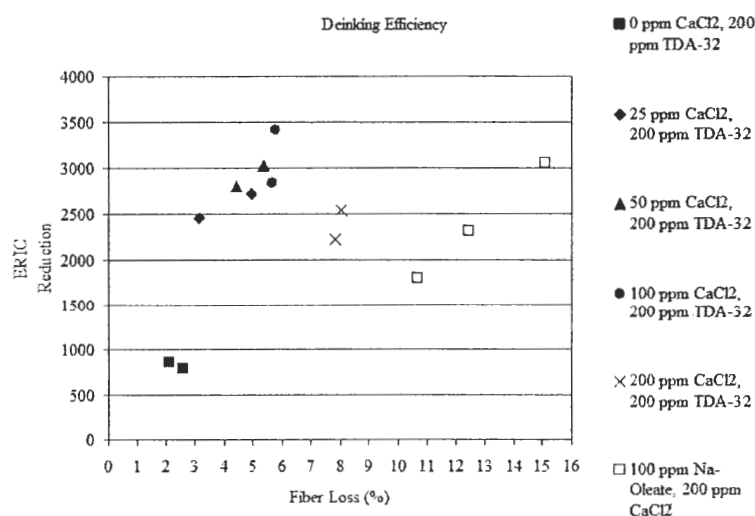 Deinking Efficiency
ERIC
Reduction
4000
3500
3000
2500
2000
1500
1000
500
0
0 1 2 3 4 5 6 7 8 9 10 11 12 13 14 15 16
Fiber Loss (%)
0 ppm CaCl2, 200
ppm TDA-32
25 ppm CaCl2,
200 ppm TDA-32
50 ppm CaCl2,
200 ppm TDA-32
100 ppm CaCl2,
200 ppm TDA-32
200 ppm CaCl2,
200 ppm TDA-32
100 ppm Na-
Oleate, 200 ppm
CaCl2